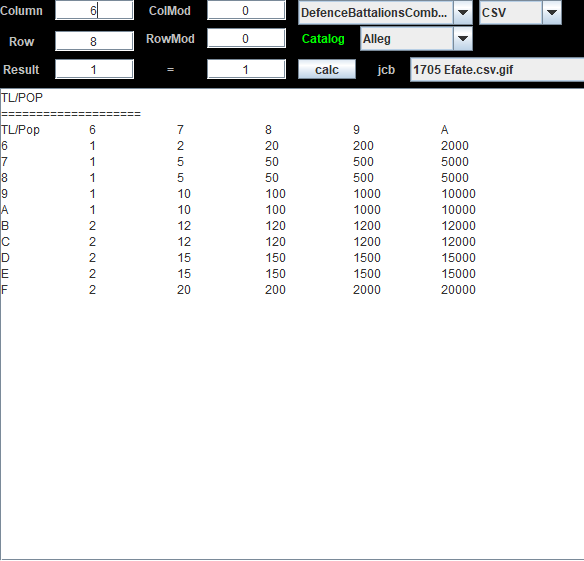 Column 6 ColMod 0 DefenceBattalionsComb... CSV
Row 8 RowMod 0 Catalog Alleg
Result 1 = 1 calc jcb 1705 Efate.csv.gif
TL/POP
====================
TL/Pop 6 7 8 9 A
6 1 2 20 200 2000
7 1 5 50 500 5000
8 1 5 50 500 5000
9 1 10 100 1000 10000
A 1 10 100 1000 10000
B 2 12 120 1200 12000
C 2 12 120 1200 12000
D 2 15 150 1500 15000
E 2 15 150 1500 15000
F 2 20 200 2000 20000